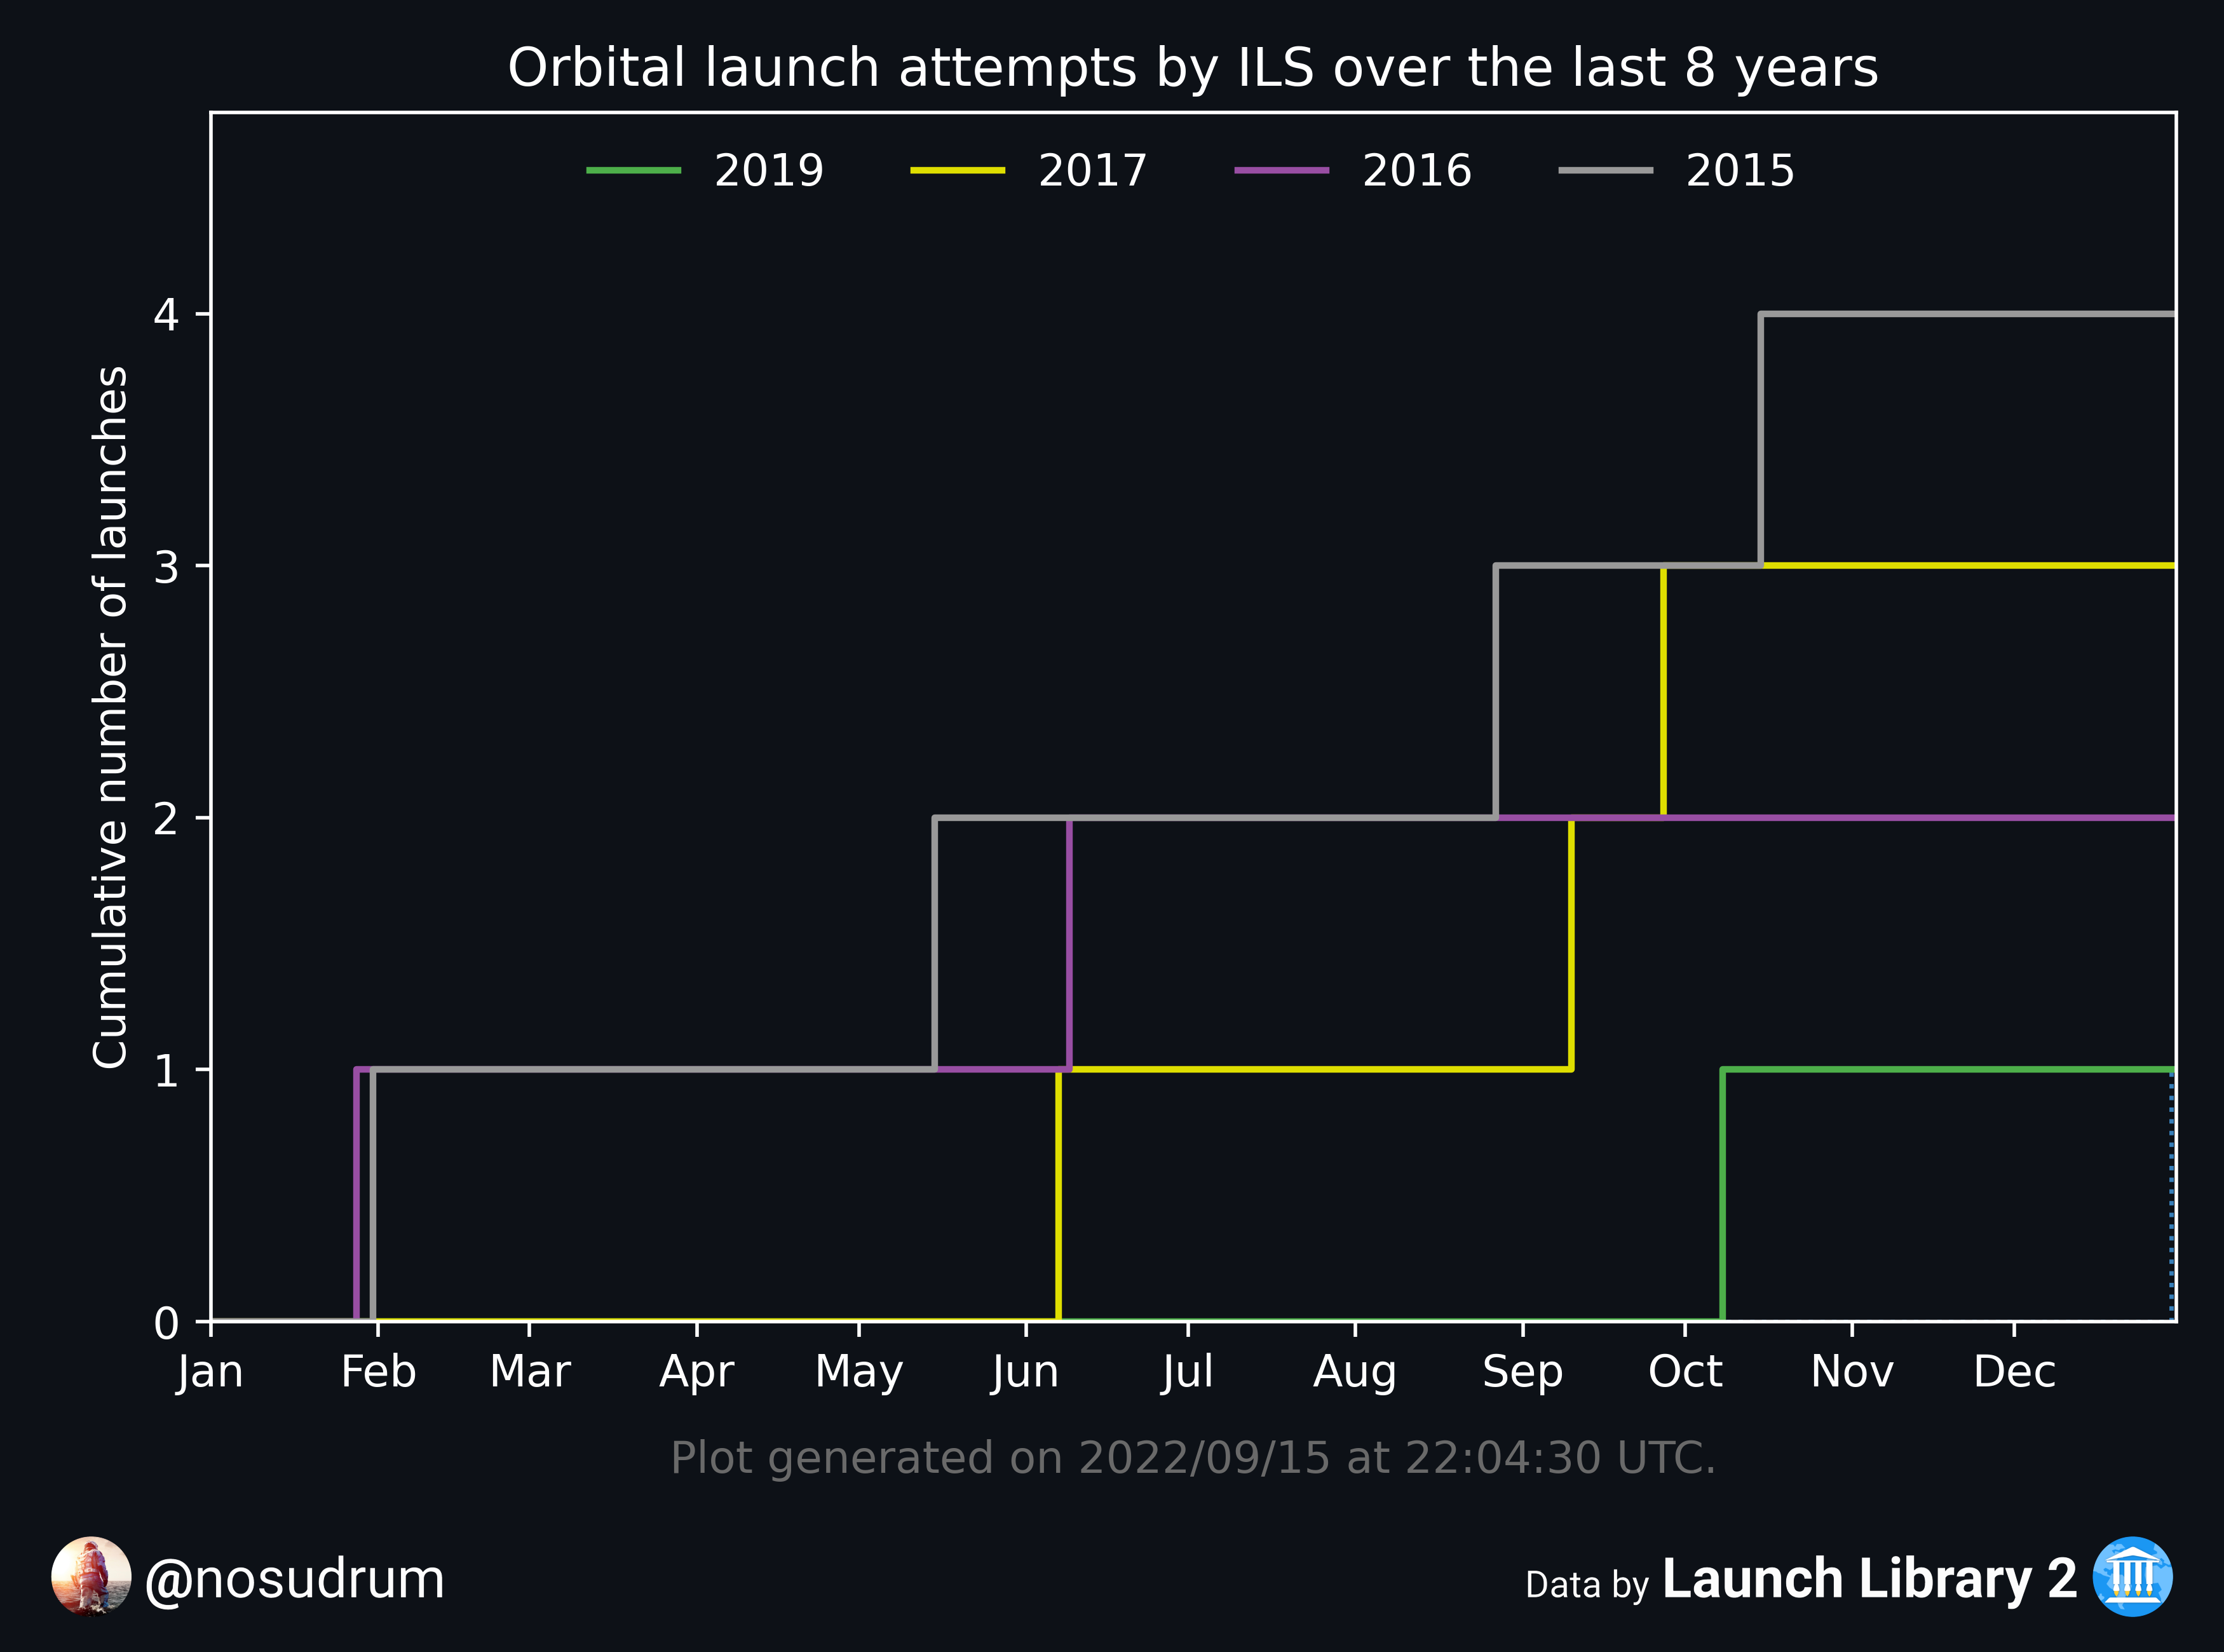 Orbital launch attempts by ILS over the last 8 years
2019 2017 2016 2015
Cumulative number of launches
4
3
2
1
0
Jan Feb Mar Apr May Jun Jul Aug Sep Oct Nov Dec
Plot generated on 2022/09/15 at 22:04:30 UTC.
@nosudrum
Data by Launch Library 2